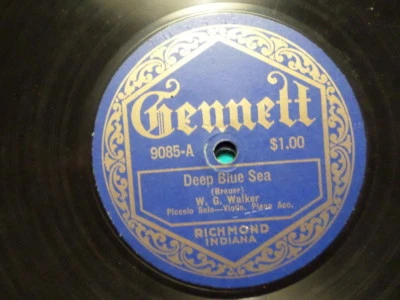 Gennett
9085-A $1.00
Deep Blue Sea
(Breuer)
W. G. Walker
Piccolo Solo—Violin, Piano Acc.
RICHMOND
INDIANA